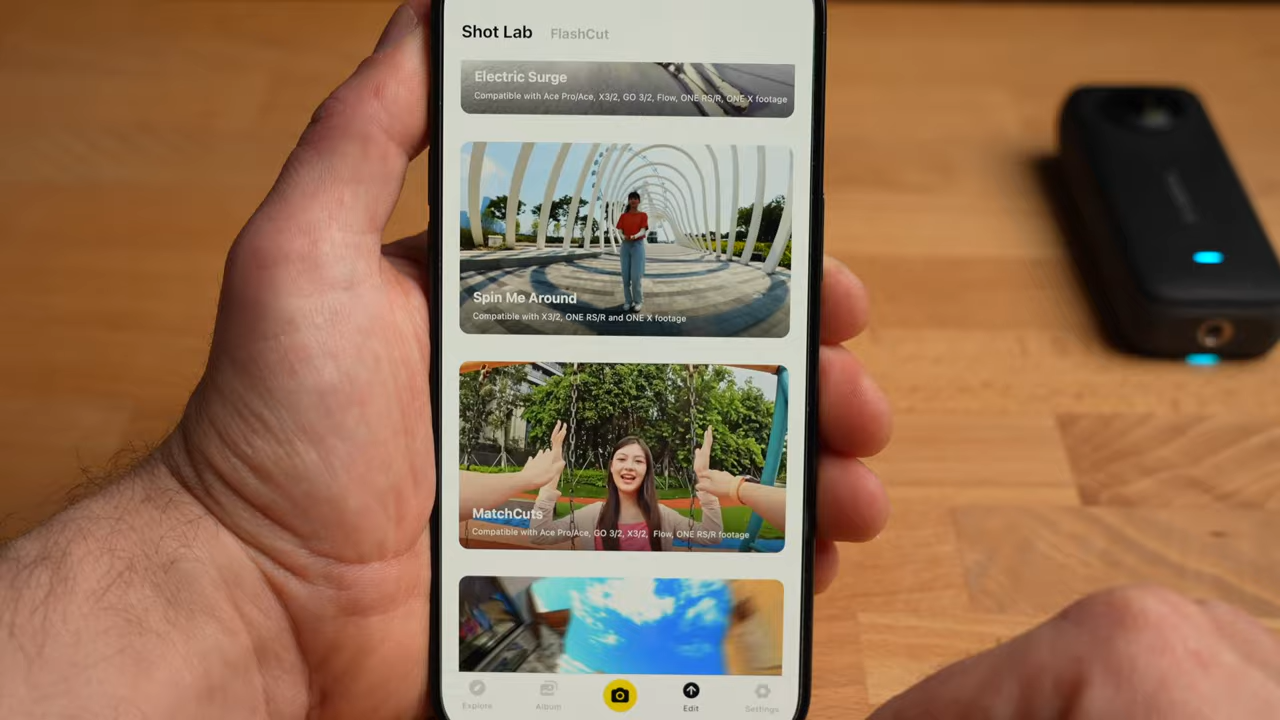 Shot Lab FlashCut
Electric Surge
Compatible with Ace Pro/Ace, X3/2, GO 3/2, Flow, ONE RS/R, ONE X footage
Spin Me Around
Compatible with X3/2, ONE RS/R and ONE X footage
MatchCuts
Compatible with Ace Pro/Ace, GO 3/2, X3/2, Flow, ONE RS/R footage
Explore Album Edit Settings